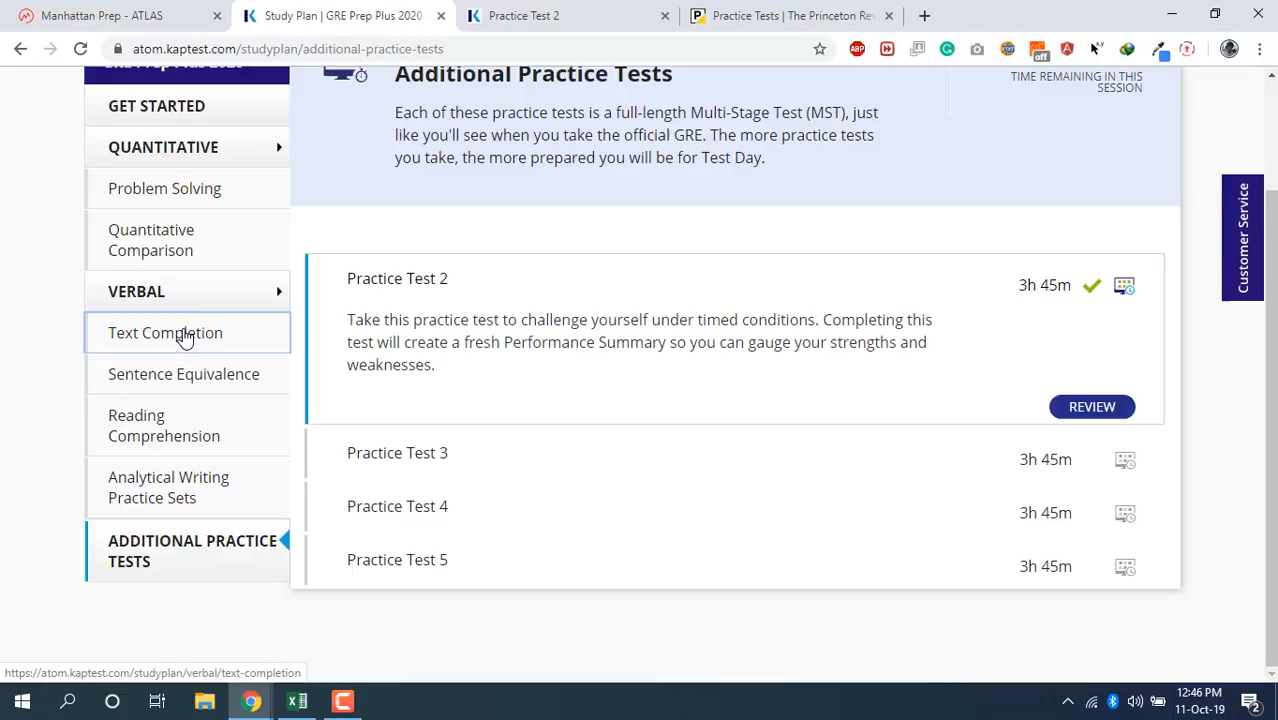 Manhattan Prep - ATLAS
Study Plan | GRE Prep Plus 2020
Practice Test 2
Practice Tests | The Princeton Rev
atom.kaptest.com/studyplan/additional-practice-tests
ABP
off
GET STARTED
QUANTITATIVE
Problem Solving
Quantitative
Comparison
VERBAL
Text Completion
Sentence Equivalence
Reading
Comprehension
Analytical Writing
Practice Sets
ADDITIONAL PRACTICE
TESTS
Additional Practice Tests
Each of these practice tests is a full-length Multi-Stage Test (MST), just
like you'll see when you take the official GRE. The more practice tests
you take, the more prepared you will be for Test Day.
TIME REMAINING IN THIS
SESSION
Customer Service
Practice Test 2
3h 45m
Take this practice test to challenge yourself under timed conditions. Completing this
test will create a fresh Performance Summary so you can gauge your strengths and
weaknesses.
REVIEW
Practice Test 3
3h 45m
Practice Test 4
3h 45m
Practice Test 5
3h 45m
https://atom.kaptest.com/studyplan/verbal/text-completion
12:46 PM
11-Oct-19
2